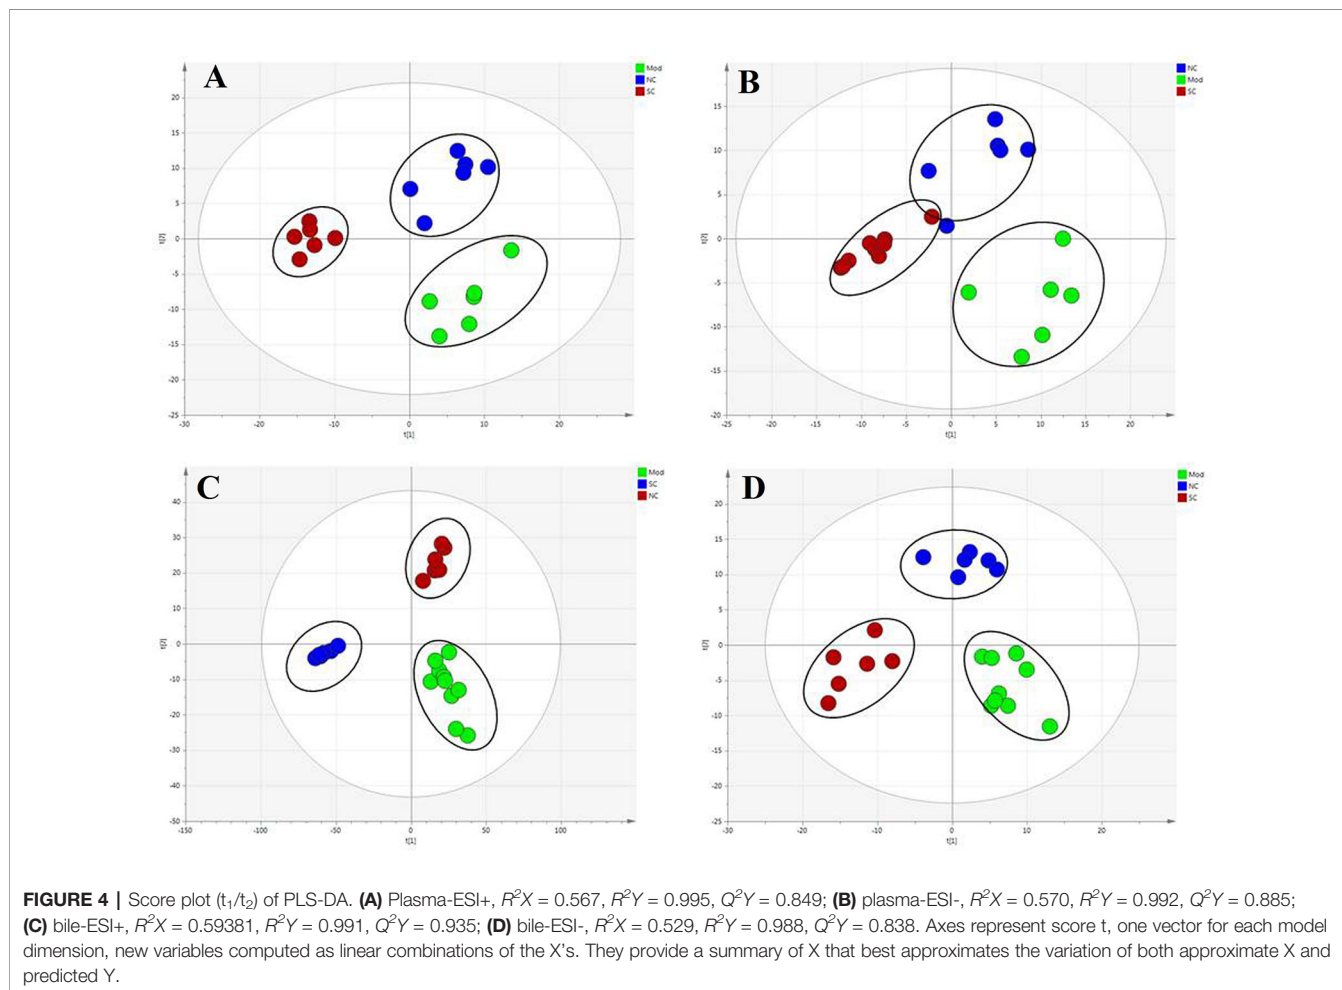 A
Mod
NC
SC
20
15
10
5
0
-5
-10
-15
-20
-25
-30
-20
-10
0
10
20
t[2]
t[1]
B
NC
Mod
SC
15
10
5
0
-5
-10
-15
-20
-25
-20
-15
-10
-5
0
5
10
15
20
t[2]
t[1]
C
Mod
SC
NC
40
30
20
10
0
-10
-20
-30
-40
-50
-150
-100
-50
0
50
100
t[2]
t[1]
D
Mod
NC
SC
20
15
10
5
0
-5
-10
-15
-20
-25
-30
-20
-10
0
10
20
t[2]
t[1]
FIGURE 4 | Score plot (t₁/t₂) of PLS-DA. (A) Plasma-ESI+, R²X = 0.567, R²Y = 0.995, Q²Y = 0.849; (B) plasma-ESI-, R²X = 0.570, R²Y = 0.992, Q²Y = 0.885;
(C) bile-ESI+, R²X = 0.59381, R²Y = 0.991, Q²Y = 0.935; (D) bile-ESI-, R²X = 0.529, R²Y = 0.988, Q²Y = 0.838. Axes represent score t, one vector for each model
dimension, new variables computed as linear combinations of the X's. They provide a summary of X that best approximates the variation of both approximate X and
predicted Y.